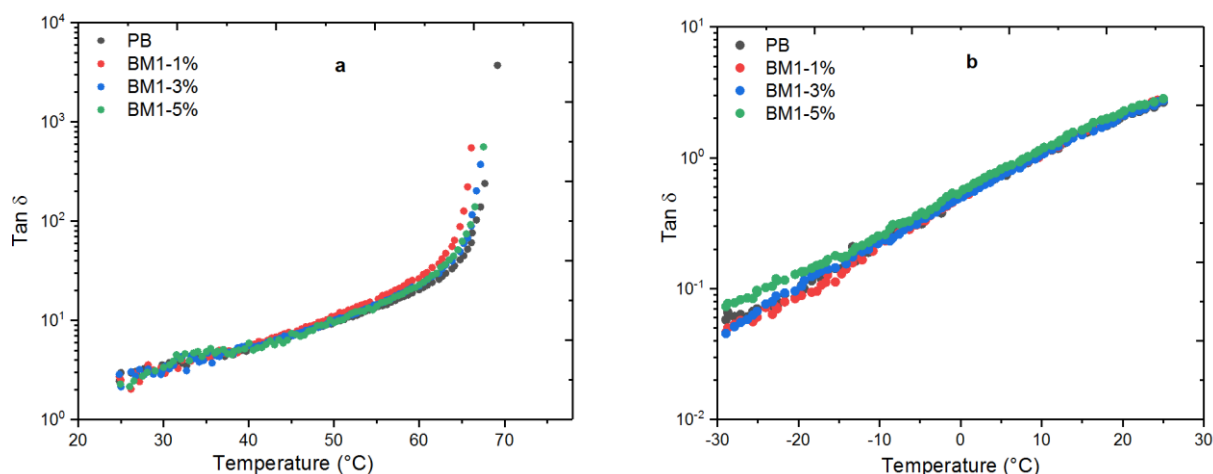 10⁴
10³
10²
10¹
10⁰
Tan δ
PB
BM1-1%
BM1-3%
BM1-5%
a
20 30 40 50 60 70
Temperature (°C)
10¹
10⁰
10⁻¹
10⁻²
Tan δ
PB
BM1-1%
BM1-3%
BM1-5%
b
-30 -20 -10 0 10 20 30
Temperature (°C)